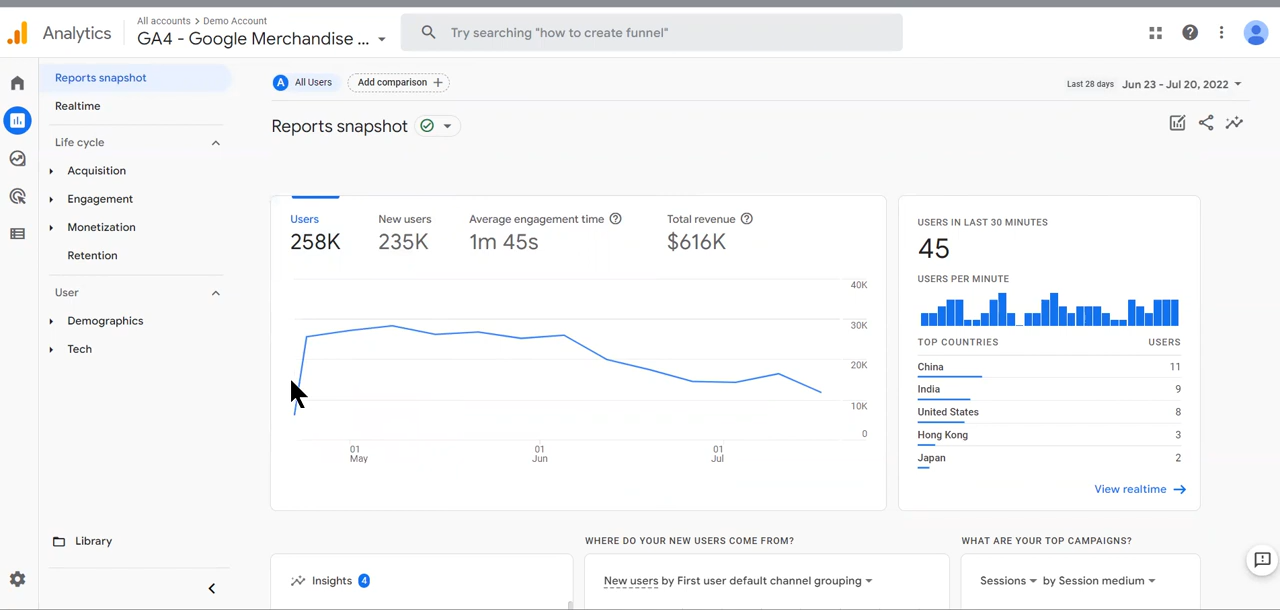 Analytics
All accounts > Demo Account
GA4 - Google Merchandise ...
Try searching "how to create funnel"
Reports snapshot
Realtime
Life cycle
Acquisition
Engagement
Monetization
Retention
User
Demographics
Tech
Library
A All Users
Add comparison +
Last 28 days Jun 23 - Jul 20, 2022
Reports snapshot
Users
258K
New users
235K
Average engagement time
1m 45s
Total revenue
$616K
40K
30K
20K
10K
0
01
May
01
Jun
01
Jul
USERS IN LAST 30 MINUTES
45
USERS PER MINUTE
TOP COUNTRIES USERS
China 11
India 9
United States 8
Hong Kong 3
Japan 2
View realtime
Insights 4
WHERE DO YOUR NEW USERS COME FROM?
New users by First user default channel grouping
WHAT ARE YOUR TOP CAMPAIGNS?
Sessions by Session medium